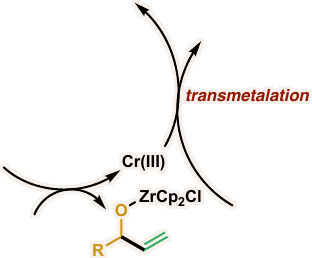 transmetalation
Cr(III)
ZrCp₂Cl
O
R